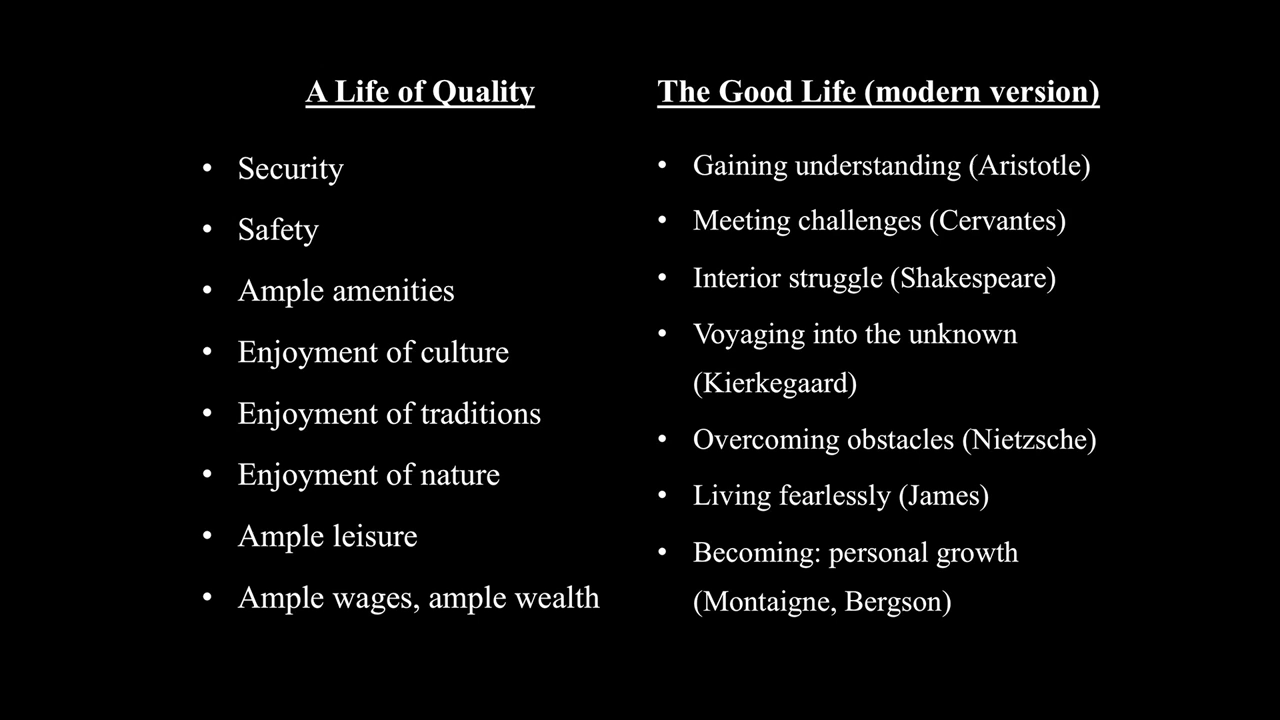 A Life of Quality
• Security
• Safety
• Ample amenities
• Enjoyment of culture
• Enjoyment of traditions
• Enjoyment of nature
• Ample leisure
• Ample wages, ample wealth
The Good Life (modern version)
• Gaining understanding (Aristotle)
• Meeting challenges (Cervantes)
• Interior struggle (Shakespeare)
• Voyaging into the unknown
(Kierkegaard)
• Overcoming obstacles (Nietzsche)
• Living fearlessly (James)
• Becoming: personal growth
(Montaigne, Bergson)